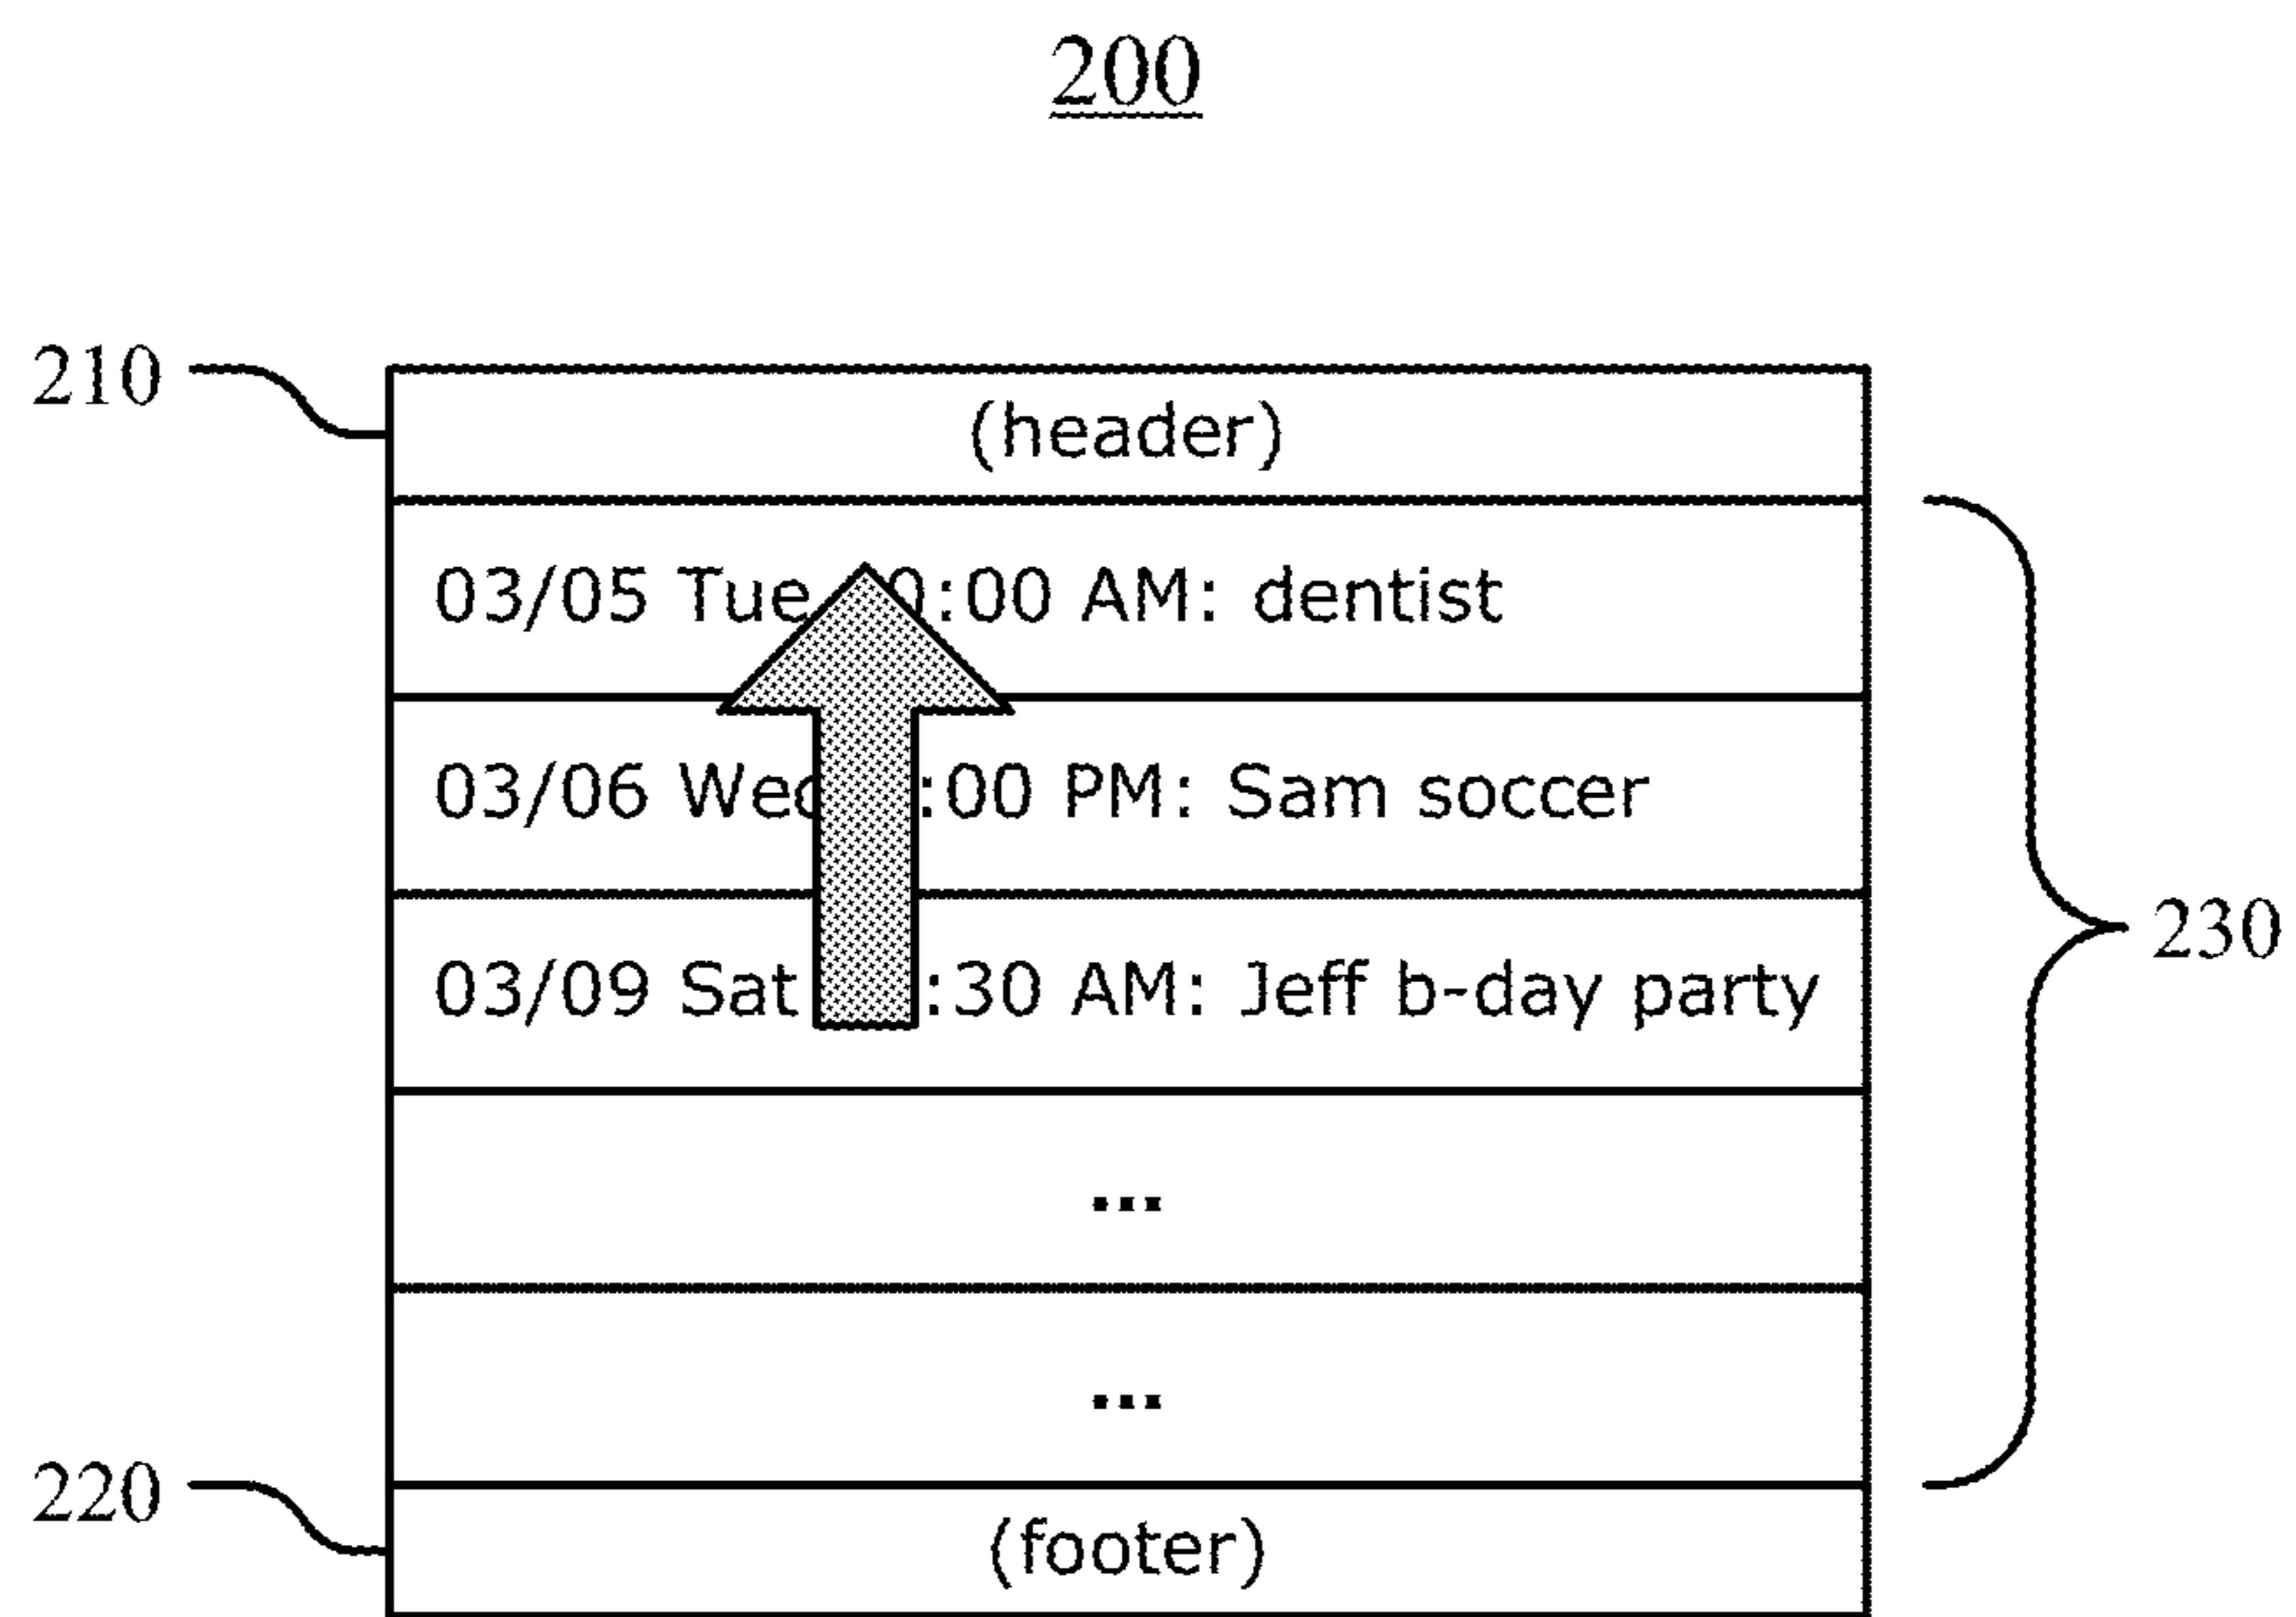 200
210
(header)
03/05 Tue :00 AM: dentist
03/06 :00 PM: Sam soccer
03/09 Sat :30 AM: Jeff b-day party
230
...
...
220
(footer)